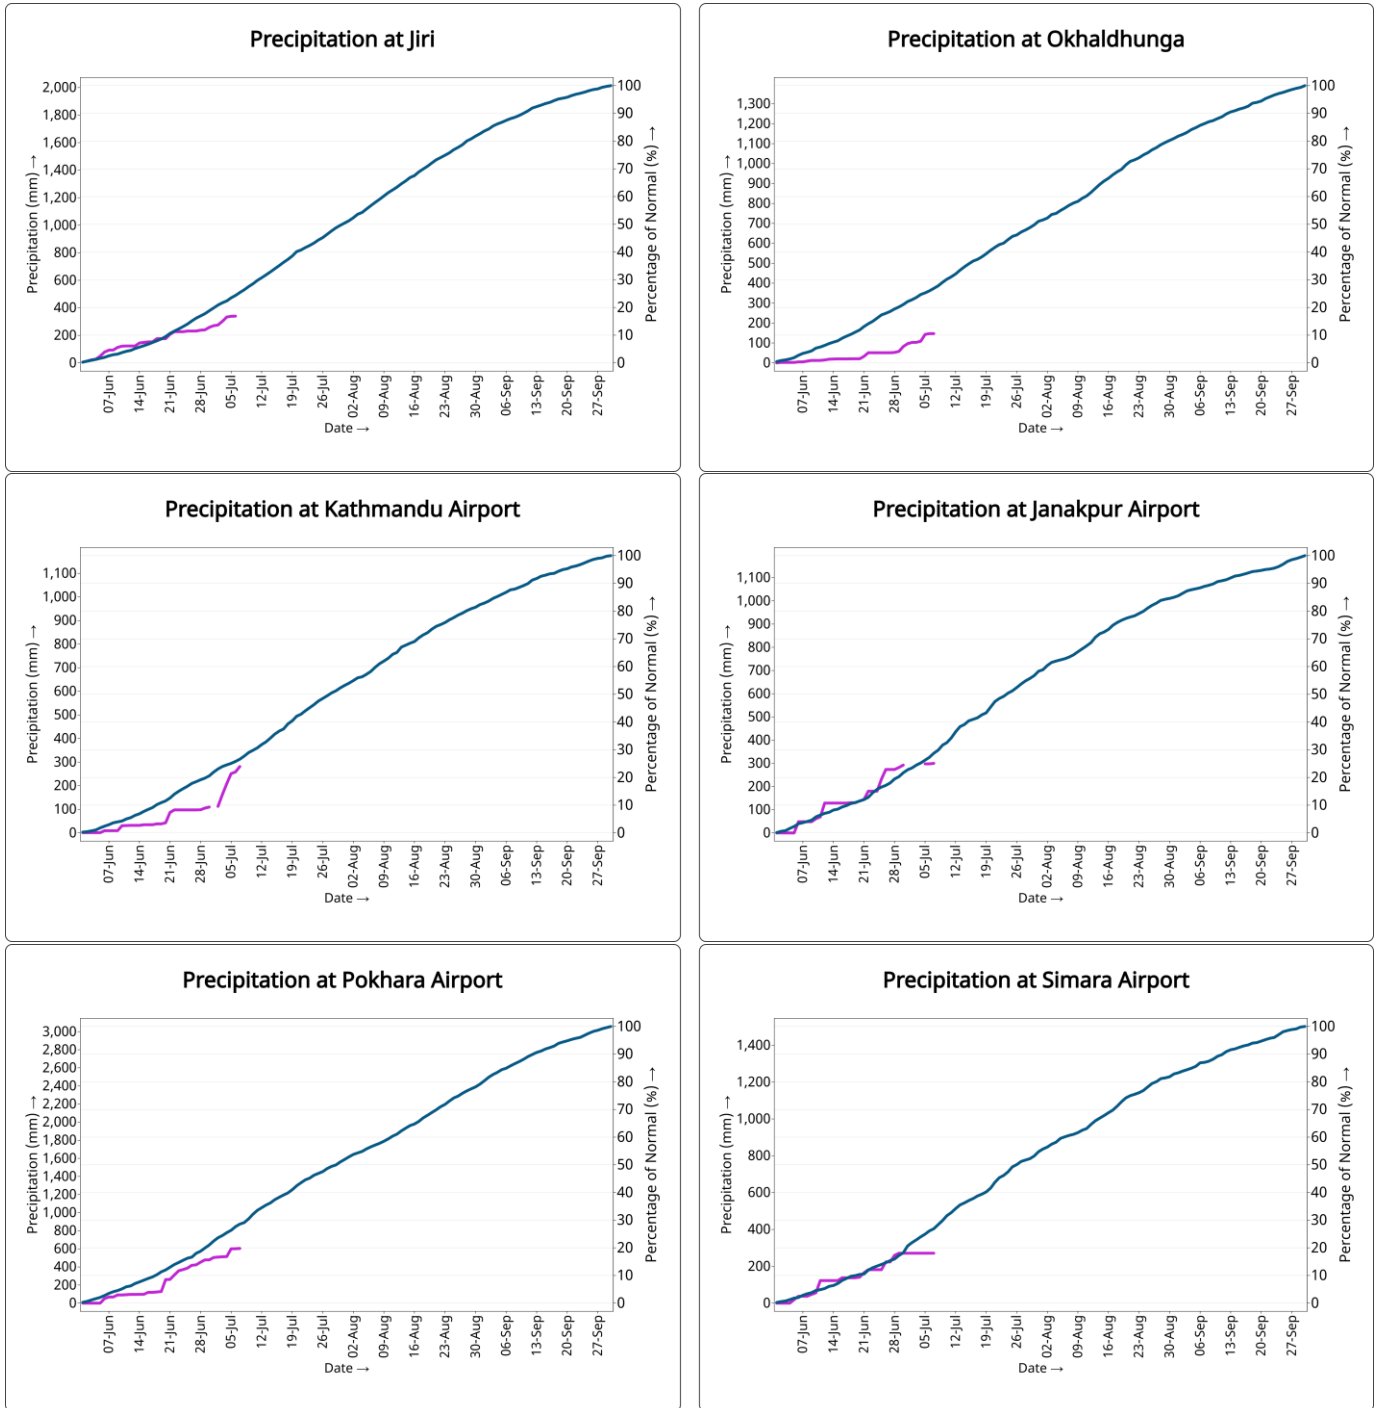 Precipitation at Jiri
Precipitation (mm) →
2,000
1,800
1,600
1,400
1,200
1,000
800
600
400
200
0
100
90
80
70
60
50
40
30
20
10
0
Percentage of Normal (%) →
07-Jun
14-Jun
21-Jun
28-Jun
05-Jul
12-Jul
19-Jul
26-Jul
02-Aug
09-Aug
16-Aug
23-Aug
30-Aug
06-Sep
13-Sep
20-Sep
27-Sep
Date →
Precipitation at Okhaldhunga
Precipitation (mm) →
1,300
1,200
1,100
1,000
900
800
700
600
500
400
300
200
100
0
100
90
80
70
60
50
40
30
20
10
0
Percentage of Normal (%) →
07-Jun
14-Jun
21-Jun
28-Jun
05-Jul
12-Jul
19-Jul
26-Jul
02-Aug
09-Aug
16-Aug
23-Aug
30-Aug
06-Sep
13-Sep
20-Sep
27-Sep
Date →
Precipitation at Kathmandu Airport
Precipitation (mm) →
1,100
1,000
900
800
700
600
500
400
300
200
100
0
100
90
80
70
60
50
40
30
20
10
0
Percentage of Normal (%) →
07-Jun
14-Jun
21-Jun
28-Jun
05-Jul
12-Jul
19-Jul
26-Jul
02-Aug
09-Aug
16-Aug
23-Aug
30-Aug
06-Sep
13-Sep
20-Sep
27-Sep
Date →
Precipitation at Janakpur Airport
Precipitation (mm) →
1,100
1,000
900
800
700
600
500
400
300
200
100
0
100
90
80
70
60
50
40
30
20
10
0
Percentage of Normal (%) →
07-Jun
14-Jun
21-Jun
28-Jun
05-Jul
12-Jul
19-Jul
26-Jul
02-Aug
09-Aug
16-Aug
23-Aug
30-Aug
06-Sep
13-Sep
20-Sep
27-Sep
Date →
Precipitation at Pokhara Airport
Precipitation (mm) →
3,000
2,800
2,600
2,400
2,200
2,000
1,800
1,600
1,400
1,200
1,000
800
600
400
200
0
100
90
80
70
60
50
40
30
20
10
0
Percentage of Normal (%) →
07-Jun
14-Jun
21-Jun
28-Jun
05-Jul
12-Jul
19-Jul
26-Jul
02-Aug
09-Aug
16-Aug
23-Aug
30-Aug
06-Sep
13-Sep
20-Sep
27-Sep
Date →
Precipitation at Simara Airport
Precipitation (mm) →
1,400
1,200
1,000
800
600
400
200
0
100
90
80
70
60
50
40
30
20
10
0
Percentage of Normal (%) →
07-Jun
14-Jun
21-Jun
28-Jun
05-Jul
12-Jul
19-Jul
26-Jul
02-Aug
09-Aug
16-Aug
23-Aug
30-Aug
06-Sep
13-Sep
20-Sep
27-Sep
Date →